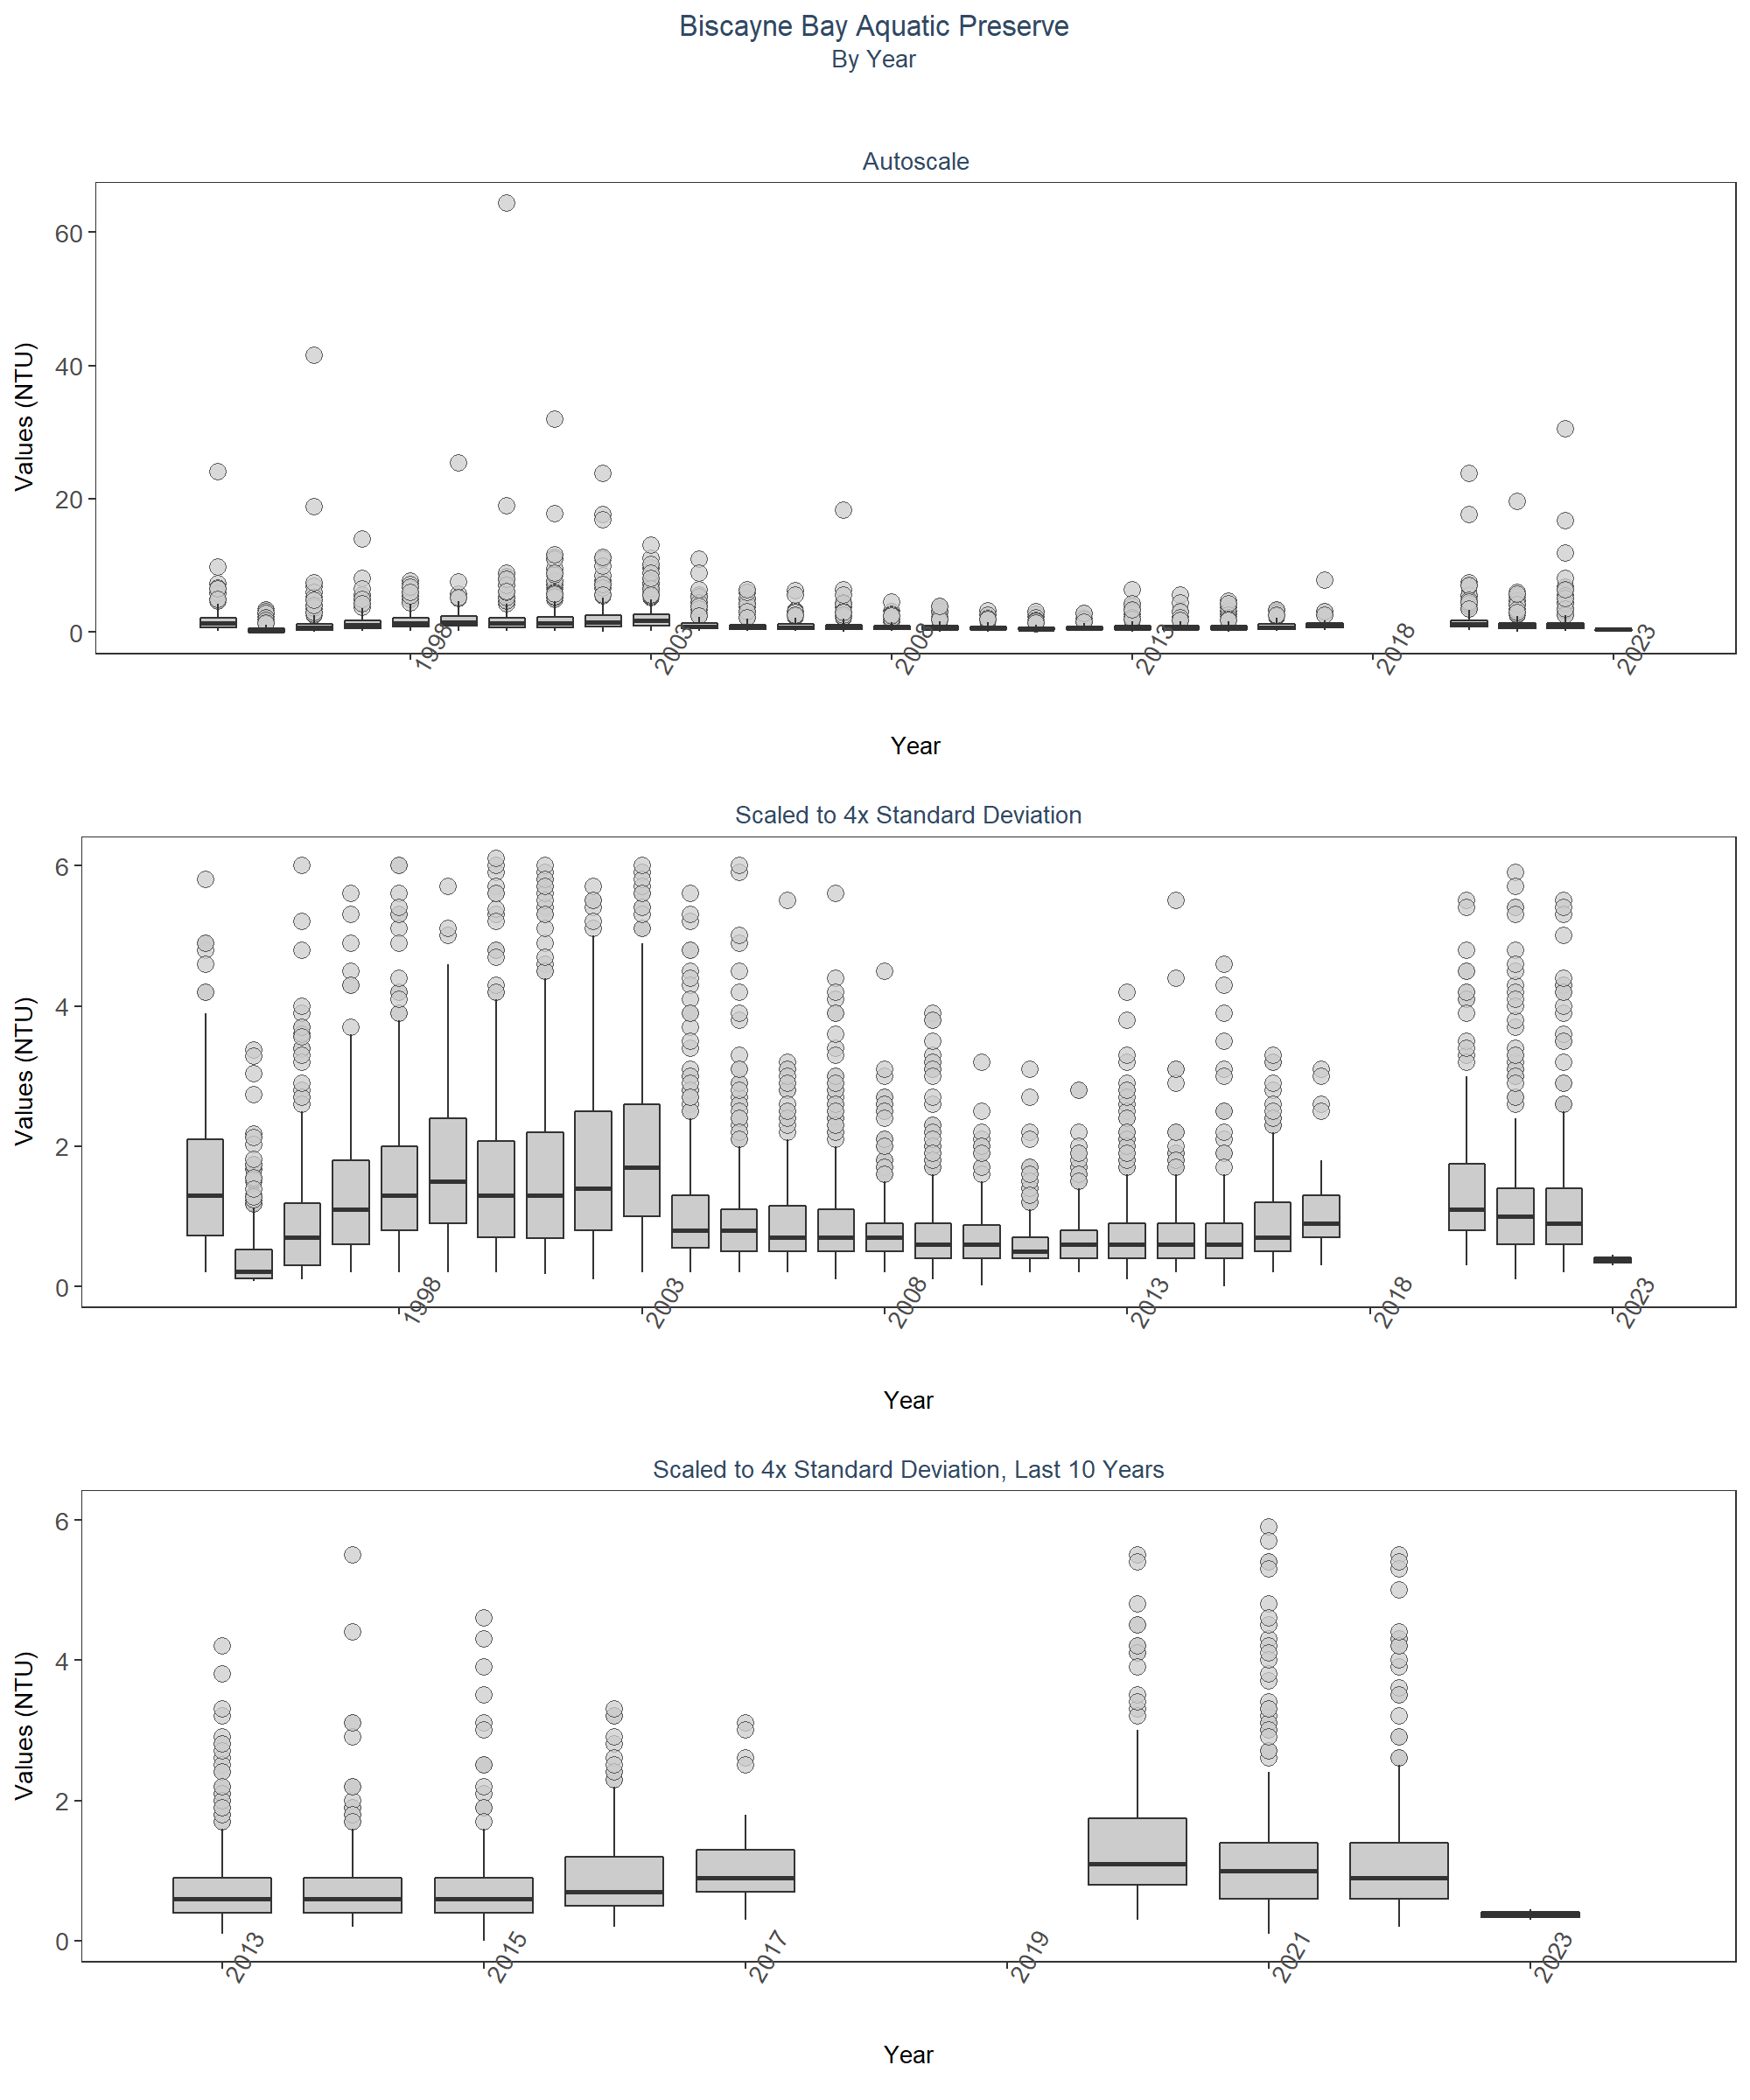 Biscayne Bay Aquatic Preserve
By Year
Autoscale
Values (NTU)
60
40
20
0
1998
2003
2008
2013
2018
2023
Year
Scaled to 4x Standard Deviation
Values (NTU)
6
4
2
0
1998
2003
2008
2013
2018
2023
Year
Scaled to 4x Standard Deviation, Last 10 Years
Values (NTU)
6
4
2
0
2013
2015
2017
2019
2021
2023
Year